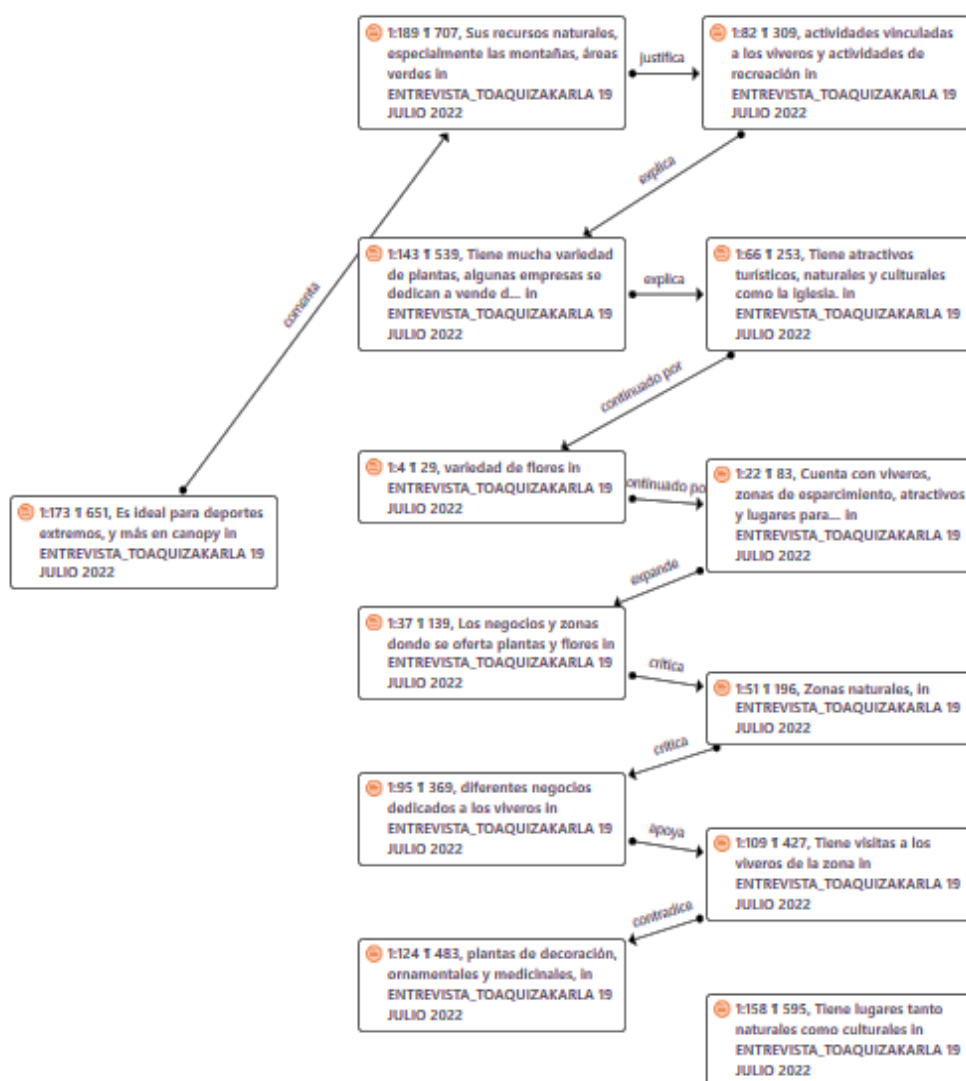 1:189 ¶ 707, Sus recursos naturales,
especialmente las montañas, áreas
verdes in
ENTREVISTA_TOAQUIZAKARLA 19
JULIO 2022
justifica
1:82 ¶ 309, actividades vinculadas
a los viveros y actividades de
recreación in
ENTREVISTA_TOAQUIZAKARLA 19
JULIO 2022
explica
1:143 ¶ 539, Tiene mucha variedad
de plantas, algunas empresas se
dedican a vende d... in
ENTREVISTA_TOAQUIZAKARLA 19
JULIO 2022
explica
1:66 ¶ 253, Tiene atractivos
turísticos, naturales y culturales
como la iglesia. in
ENTREVISTA_TOAQUIZAKARLA 19
JULIO 2022
comenta
continuado por
1:4 ¶ 29, variedad de flores in
ENTREVISTA_TOAQUIZAKARLA 19
JULIO 2022
ontinuado po
1:22 ¶ 83, Cuenta con viveros,
zonas de esparcimiento, atractivos
y lugares para... in
ENTREVISTA_TOAQUIZAKARLA 19
JULIO 2022
1:173 ¶ 651, Es ideal para deportes
extremos, y más en canopy in
ENTREVISTA_TOAQUIZAKARLA 19
JULIO 2022
expande
1:37 ¶ 139, Los negocios y zonas
donde se oferta plantas y flores in
ENTREVISTA_TOAQUIZAKARLA 19
JULIO 2022
critica
1:51 ¶ 196, Zonas naturales, in
ENTREVISTA_TOAQUIZAKARLA 19
JULIO 2022
critica
1:95 ¶ 369, diferentes negocios
dedicados a los viveros in
ENTREVISTA_TOAQUIZAKARLA 19
JULIO 2022
apoya
1:109 ¶ 427, Tiene visitas a los
viveros de la zona in
ENTREVISTA_TOAQUIZAKARLA 19
JULIO 2022
contradice
1:124 ¶ 483, plantas de decoración,
ornamentales y medicinales, in
ENTREVISTA_TOAQUIZAKARLA 19
JULIO 2022
1:158 ¶ 595, Tiene lugares tanto
naturales como culturales in
ENTREVISTA_TOAQUIZAKARLA 19
JULIO 2022